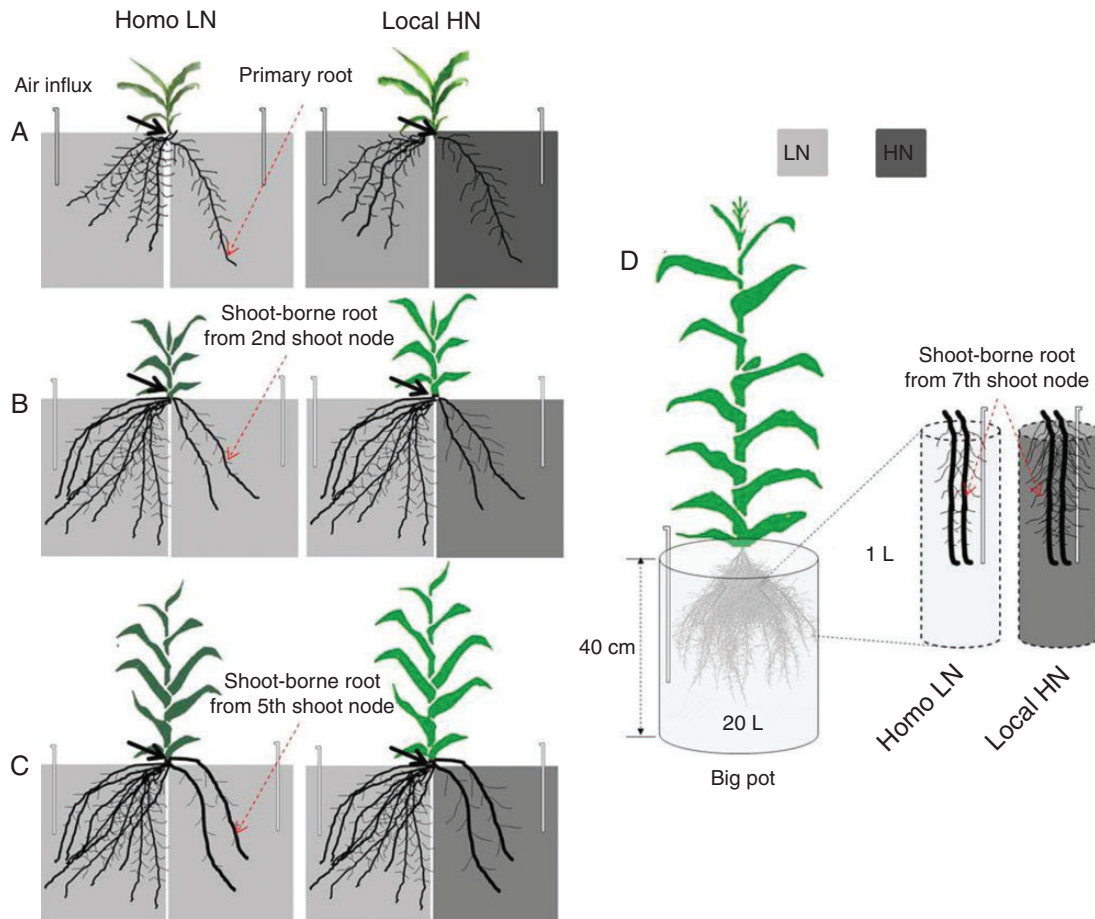 Homo LN
Local HN
Air influx
Primary root
A
LN
HN
Shoot-borne root
from 2nd shoot node
B
D
Shoot-borne root
from 7th shoot node
1 L
40 cm
20 L
Big pot
Homo LN
Local HN
Shoot-borne root
from 5th shoot node
C